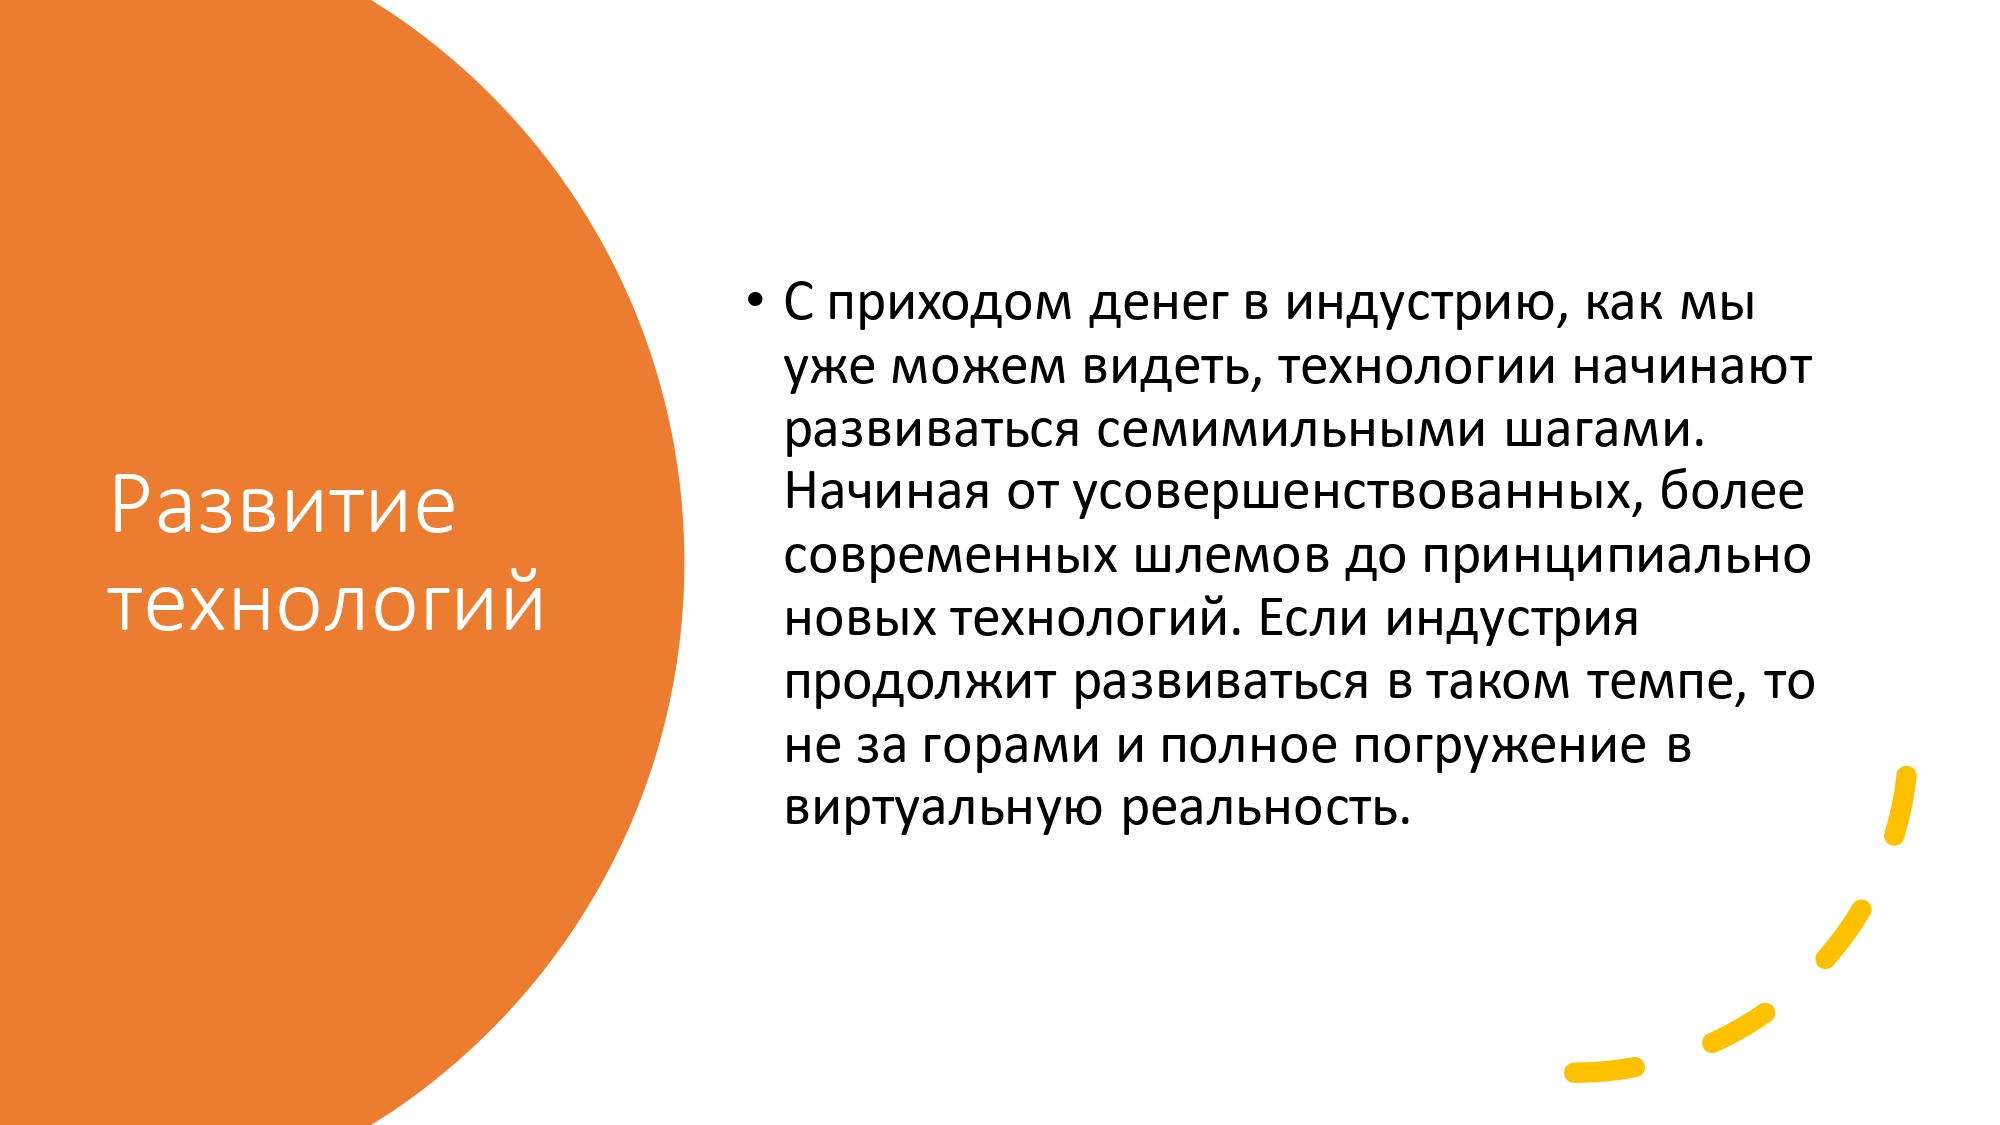 Развитие
технологий
• С приходом денег в индустрию, как мы
уже можем видеть, технологии начинают
развиваться семимильными шагами.
Начиная от усовершенствованных, более
современных шлемов до принципиально
новых технологий. Если индустрия
продолжит развиваться в таком темпе, то
не за горами и полное погружение в
виртуальную реальность.